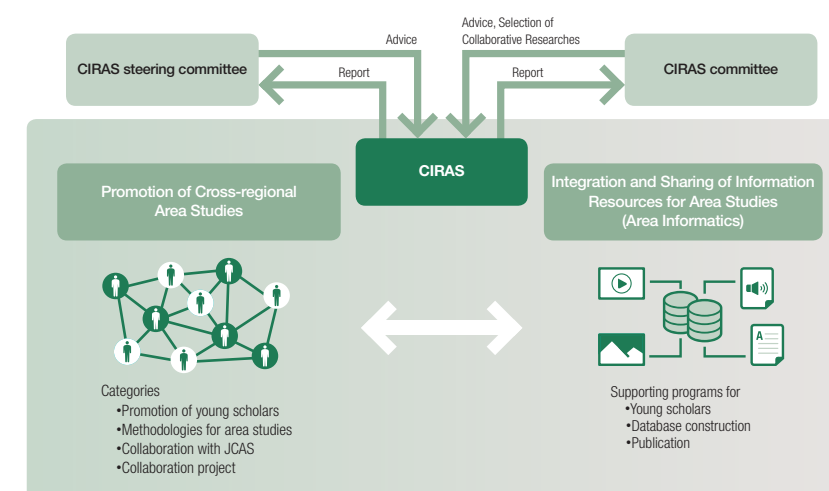 Advice, Selection of
Collaborative Researches
Advice
CIRAS steering committee
Report
Report
CIRAS committee
CIRAS
Promotion of Cross-regional
Area Studies
Integration and Sharing of Information
Resources for Area Studies
(Area Informatics)
A
Categories
•Promotion of young scholars
•Methodologies for area studies
•Collaboration with JCAS
•Collaboration project
Supporting programs for
•Young scholars
•Database construction
•Publication